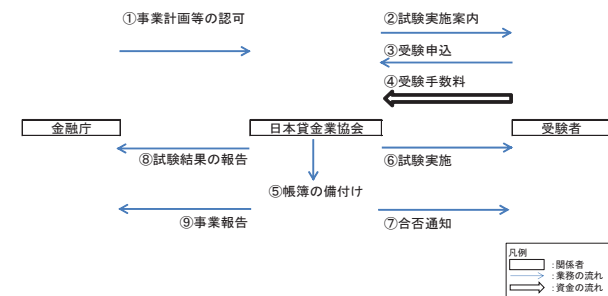 ①事業計画等の認可
②試験実施案内
③受験申込
④受験手数料
金融庁
日本貸金業協会
受験者
⑧試験結果の報告
⑥試験実施
⑤帳簿の備付け
⑨事業報告
⑦合否通知
凡例
:関係者
:業務の流れ
:資金の流れ